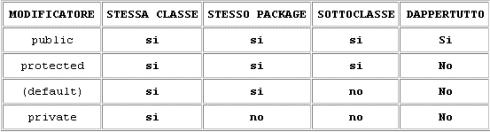 MODIFICATORE STESSA CLASSE STESSO PACKAGE SOTTOCLASSE DAPPERTUTTO
public si si si Si
protected si si si No
(default) si si no No
private si no no No